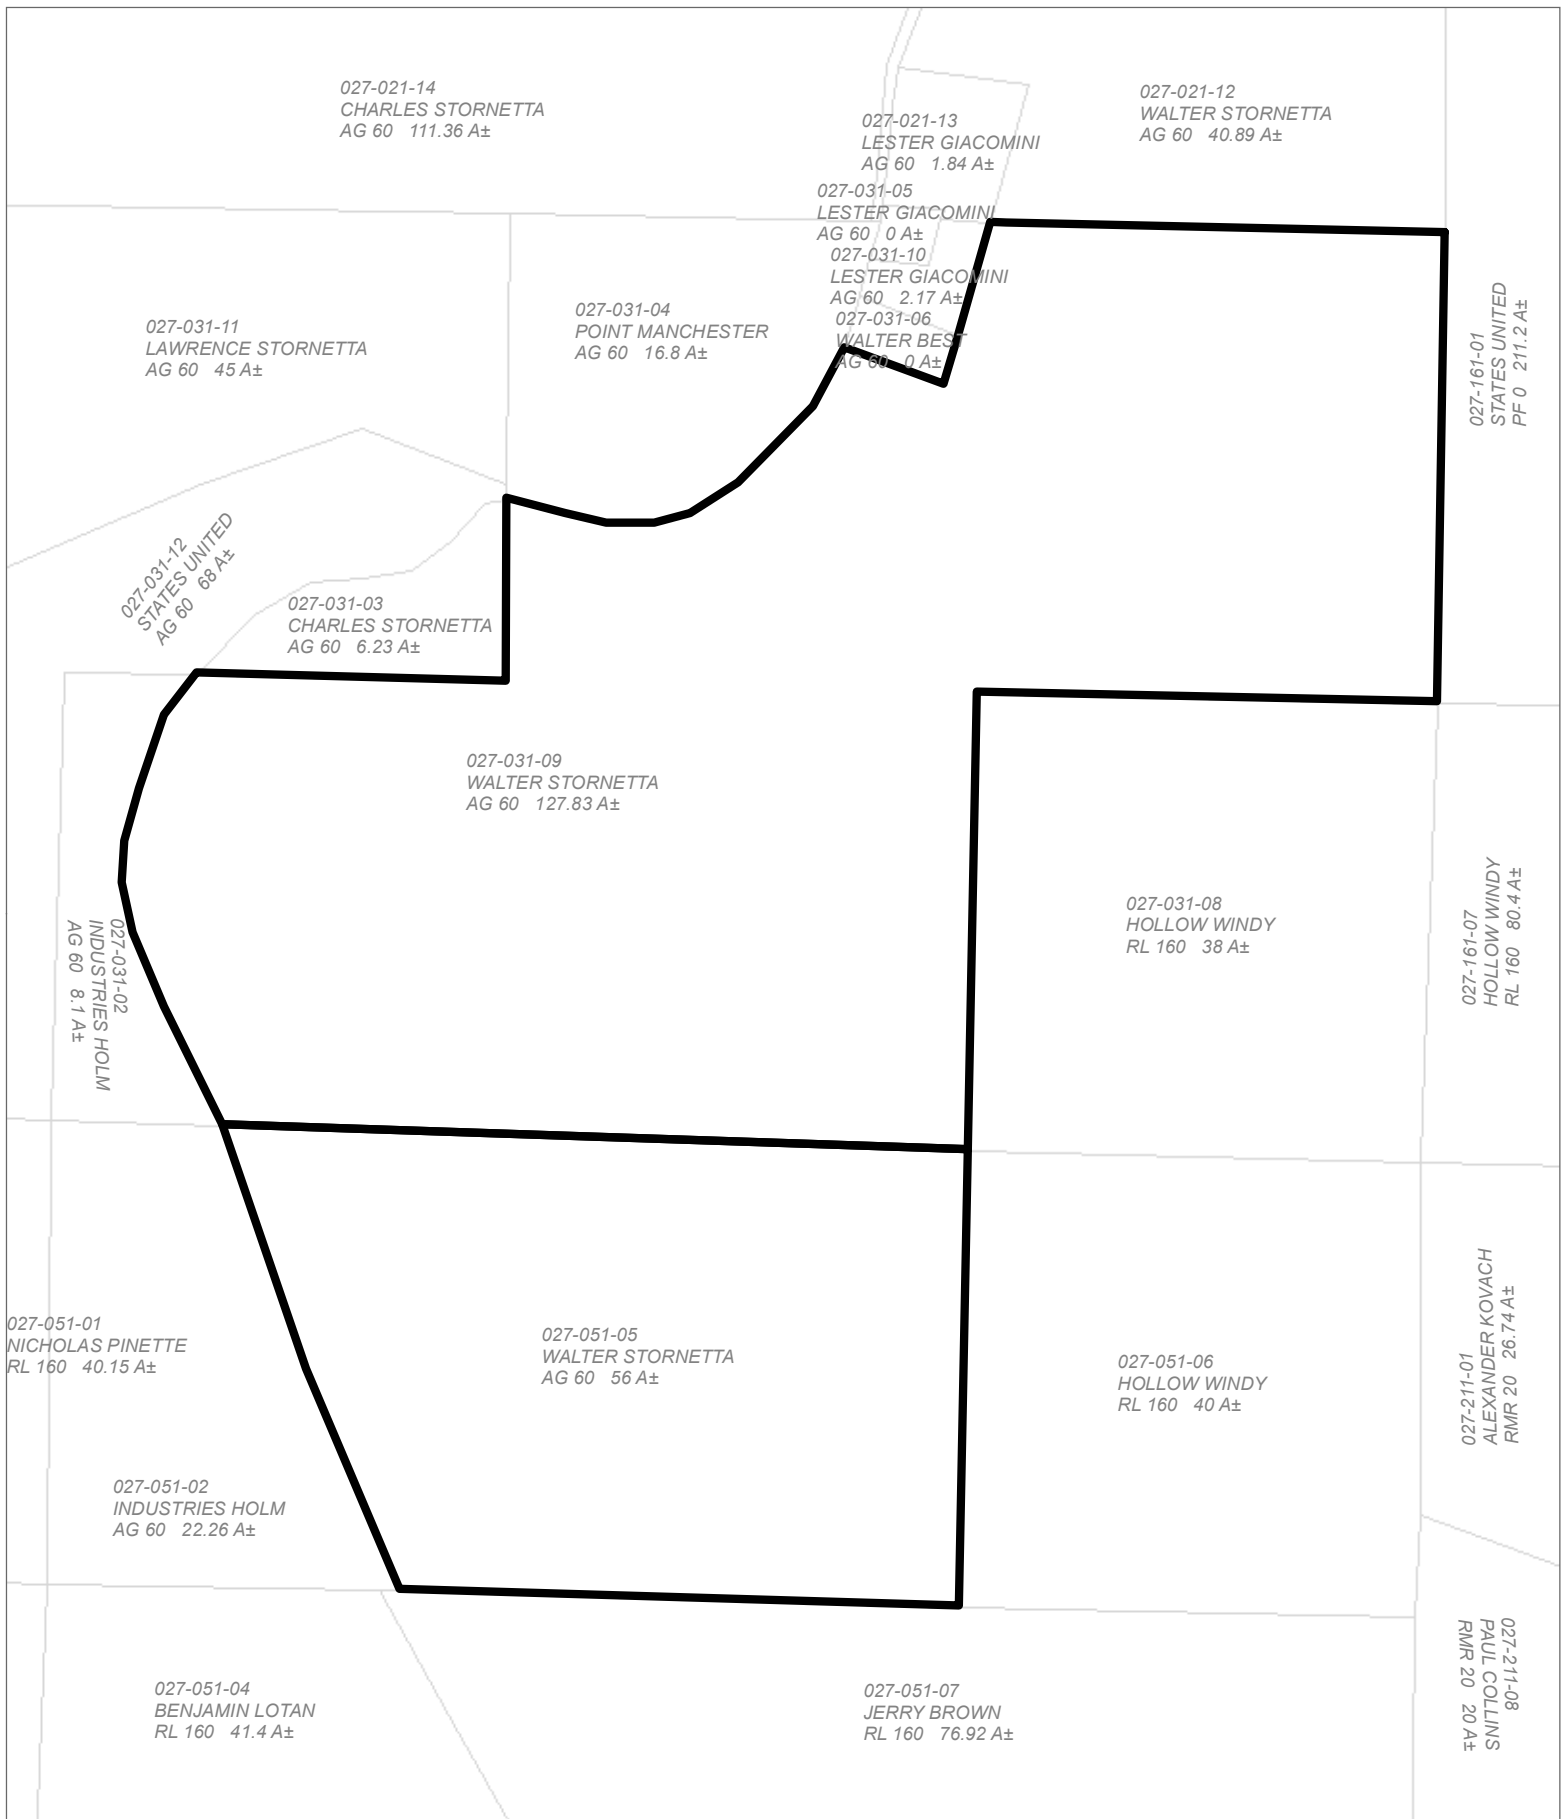 027-021-14
CHARLES STORNETTA
AG 60 111.36 A±
027-021-13
LESTER GIACOMINI
AG 60 1.84 A±
027-021-12
WALTER STORNETTA
AG 60 40.89 A±
027-031-05
LESTER GIACOMINI
AG 60 0 A±
027-031-10
LESTER GIACOMINI
AG 60 2.17 A±
027-031-06
WALTER BEST
AG 60 0 A±
027-031-11
LAWRENCE STORNETTA
AG 60 45 A±
027-031-04
POINT MANCHESTER
AG 60 16.8 A±
027-161-01
STATES UNITED
PF 0 211.2 A±
027-031-12
STATES UNITED
AG 60 68 A±
027-031-03
CHARLES STORNETTA
AG 60 6.23 A±
027-031-09
WALTER STORNETTA
AG 60 127.83 A±
027-031-02
INDUSTRIES HOLM
AG 60 8.1 A±
027-031-08
HOLLOW WINDY
RL 160 38 A±
027-161-07
HOLLOW WINDY
RL 160 80.4 A±
027-051-01
NICHOLAS PINETTE
RL 160 40.15 A±
027-051-05
WALTER STORNETTA
AG 60 56 A±
027-051-06
HOLLOW WINDY
RL 160 40 A±
027-211-01
ALEXANDER KOVACH
RMR 20 26.74 A±
027-051-02
INDUSTRIES HOLM
AG 60 22.26 A±
027-051-04
BENJAMIN LOTAN
RL 160 41.4 A±
027-051-07
JERRY BROWN
RL 160 76.92 A±
027-211-08
PAUL COLLINS
RMR 20 20 A±